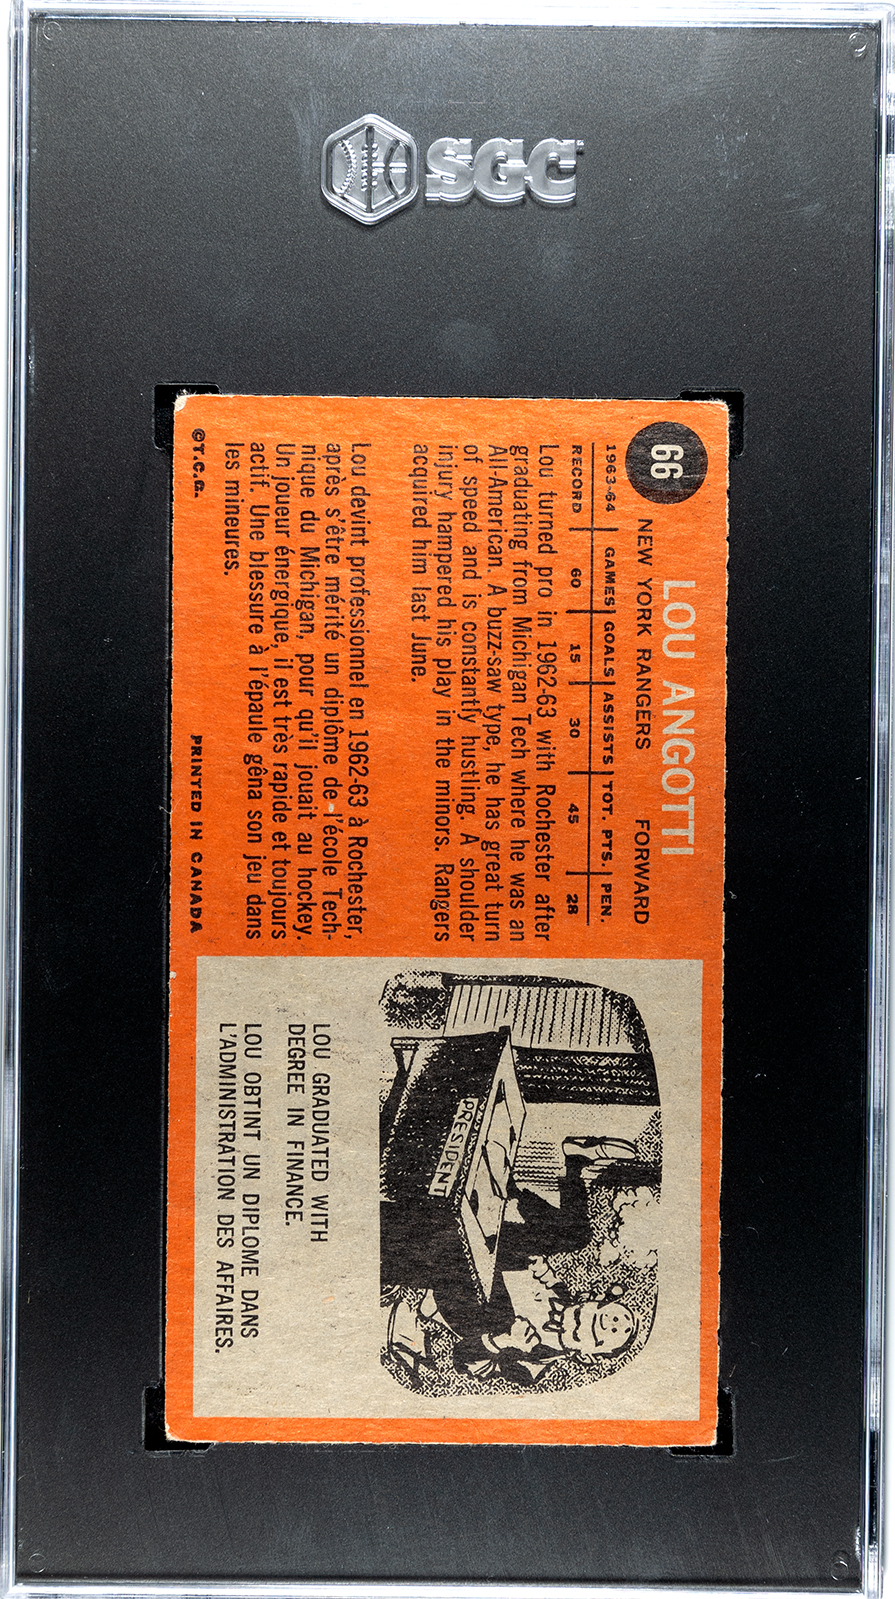 SGC
66
LOU ANGOTTI
NEW YORK RANGERS FORWARD
1963-64 GAMES GOALS ASSISTS TOT. PTS. PEN.
RECORD 60 15 30 45 28
Lou turned pro in 1962-63 with Rochester after
graduating from Michigan Tech where he was an
All-American. A buzz-saw type, he has great turn
of speed and is constantly hustling. A shoulder
injury hampered his play in the minors. Rangers
acquired him last June.
Lou devint professionnel en 1962-63 à Rochester,
après s'être mérité un diplôme de l'école Tech-
nique du Michigan, pour qu'il jouait au hockey.
Un joueur énergique, il est très rapide et toujours
actif. Une blessure à l'épaule gêna son jeu dans
les mineures.
©T.C.G. PRINTED IN CANADA
PRESIDENT
LOU GRADUATED WITH
DEGREE IN FINANCE.
LOU OBTINT UN DIPLOME DANS
L'ADMINISTRATION DES AFFAIRES.